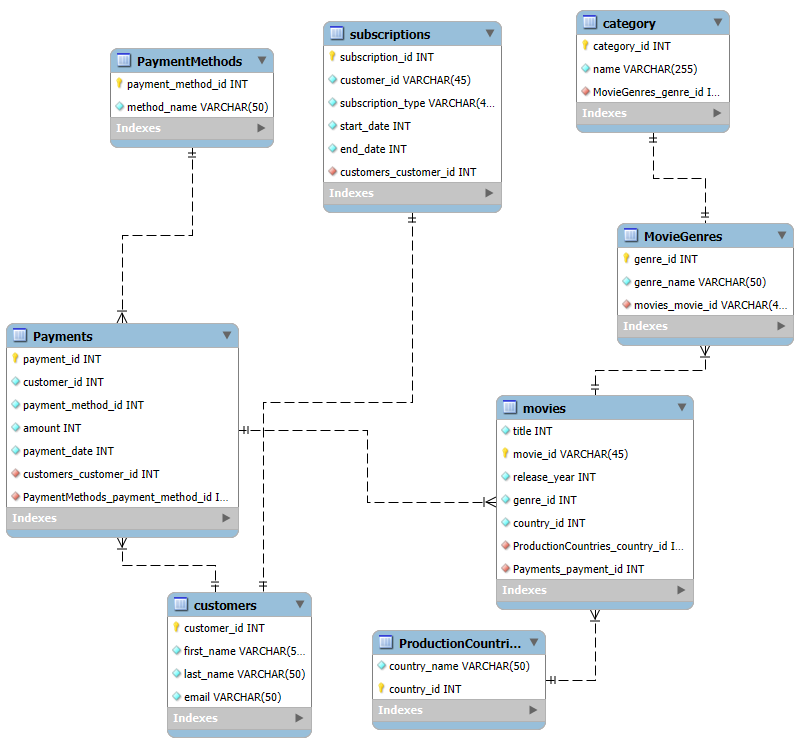 PaymentMethods
payment_method_id INT
method_name VARCHAR(50)
Indexes
subscriptions
subscription_id INT
customer_id VARCHAR(45)
subscription_type VARCHAR(4...
start_date INT
end_date INT
customers_customer_id INT
Indexes
category
category_id INT
name VARCHAR(255)
MovieGenres_genre_id I...
Indexes
MovieGenres
genre_id INT
genre_name VARCHAR(50)
movies_movie_id VARCHAR(4...
Indexes
Payments
payment_id INT
customer_id INT
payment_method_id INT
amount INT
payment_date INT
customers_customer_id INT
PaymentMethods_payment_method_id I...
Indexes
movies
title INT
movie_id VARCHAR(45)
release_year INT
genre_id INT
country_id INT
ProductionCountries_country_id I...
Payments_payment_id INT
Indexes
customers
customer_id INT
first_name VARCHAR(5...
last_name VARCHAR(50)
email VARCHAR(50)
Indexes
ProductionCountri...
country_name VARCHAR(50)
country_id INT
Indexes